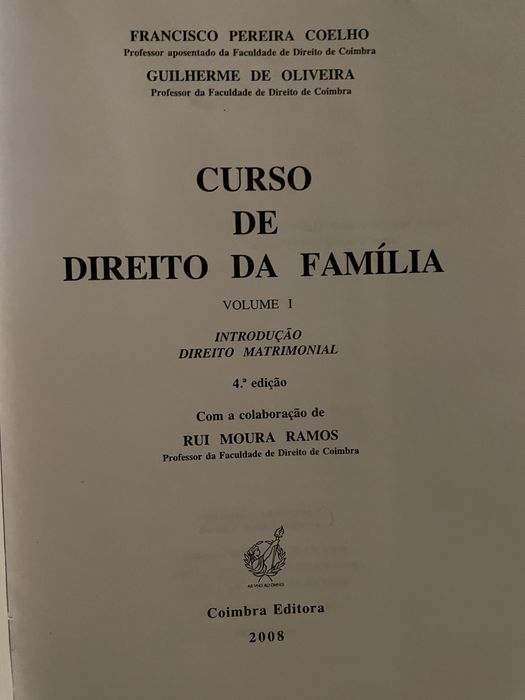 FRANCISCO PEREIRA COELHO
Professor aposentado da Faculdade de Direito de Coimbra
GUILHERME DE OLIVEIRA
Professor da Faculdade de Direito de Coimbra
CURSO
DE
DIREITO DA FAMÍLIA
VOLUME I
INTRODUÇÃO
DIREITO MATRIMONIAL
4.ª edição
Com a colaboração de
RUI MOURA RAMOS
Professor da Faculdade de Direito de Coimbra
Coimbra Editora
2008